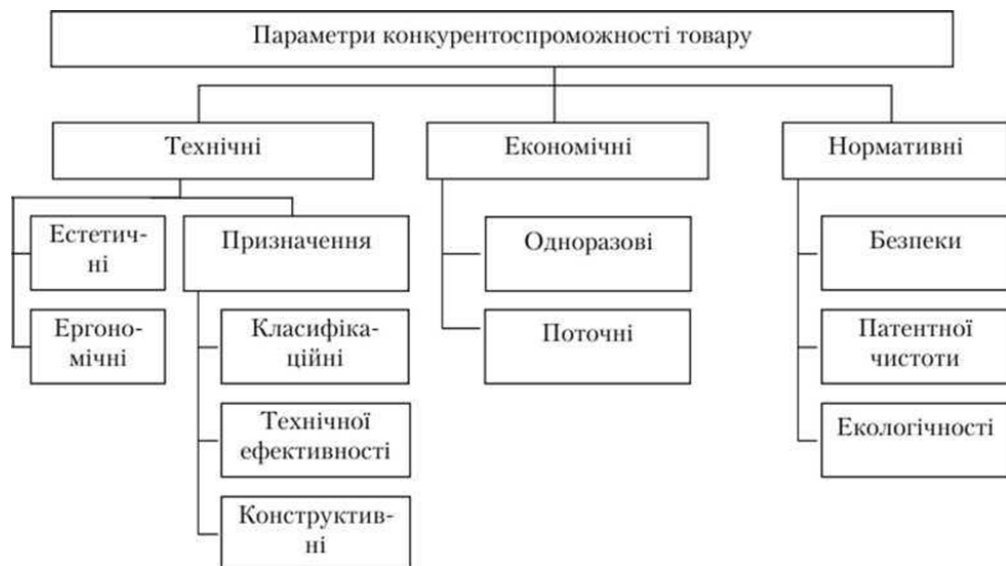 Параметри конкурентоспроможності товару
Технічні
Економічні
Нормативні
Естетич-
ні
Призначення
Одноразові
Безпеки
Ергоно-
мічні
Класифіка-
ційні
Поточні
Патентної
чистоти
Технічної
ефективності
Екологічності
Конструктив-
ні